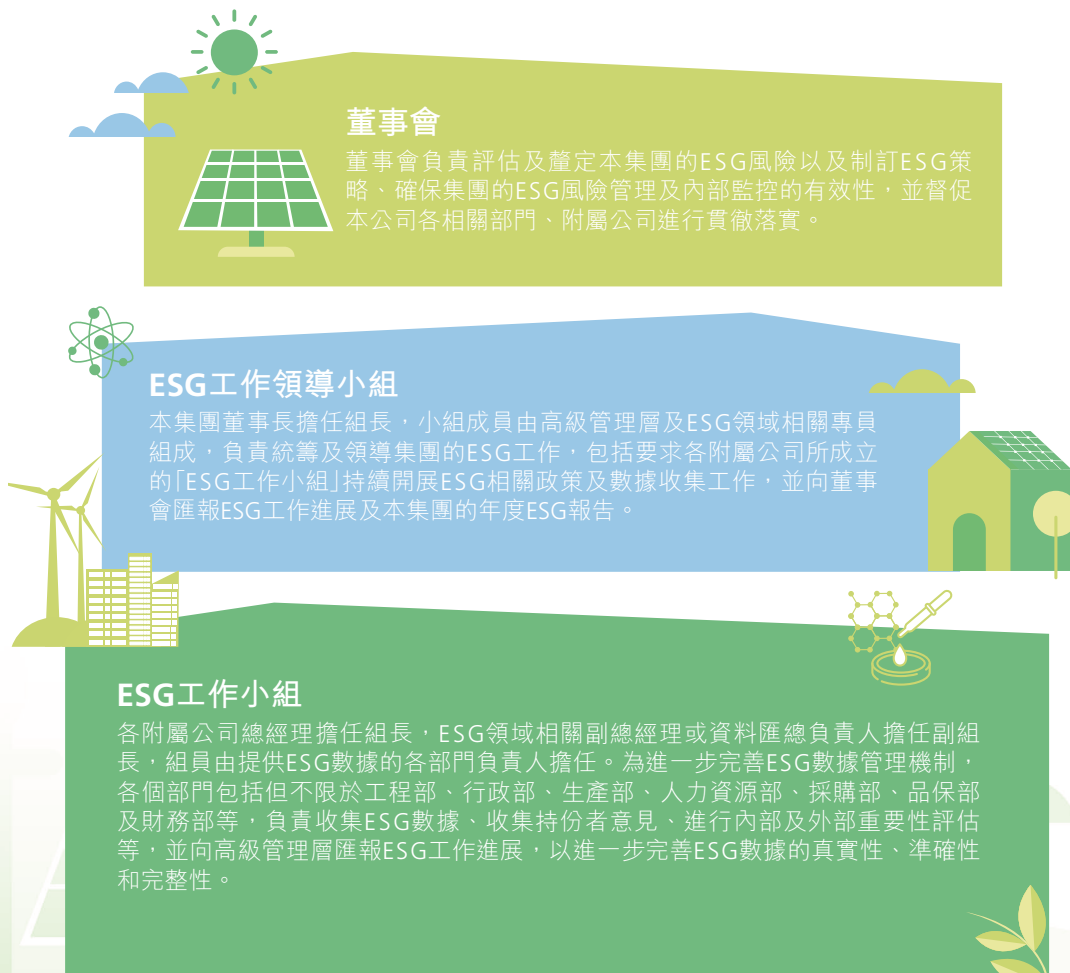 董事會
董事會負責評估及釐定本集團的ESG風險以及制訂ESG策
略、確保集團的ESG風險管理及內部監控的有效性，並督促
本公司各相關部門、附屬公司進行貫徹落實。
ESG工作領導小組
本集團董事長擔任組長，小組成員由高級管理層及ESG領域相關專員
組成，負責統籌及領導集團的ESG工作，包括要求各附屬公司所成立
的「ESG工作小組」持續開展ESG相關政策及數據收集工作，並向董事
會匯報ESG工作進展及本集團的年度ESG報告。
ESG工作小組
各附屬公司總經理擔任組長，ESG領域相關副總經理或資料匯總負責人擔任副組
長，組員由提供ESG數據的各部門負責人擔任。為進一步完善ESG數據管理機制，
各個部門包括但不限於工程部、行政部、生產部、人力資源部、採購部、品保部
及財務部等，負責收集ESG數據、收集持份者意見、進行內部及外部重要性評估
等，並向高級管理層匯報ESG工作進展，以進一步完善ESG數據的真實性、準確性
和完整性。